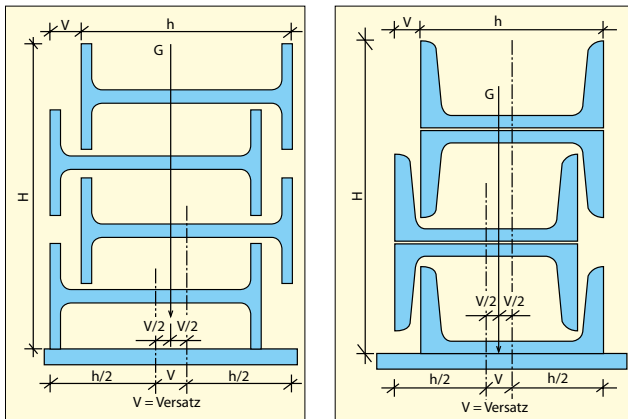 V h
G
H
V/2 V/2
h/2 V h/2
V = Versatz
V h
G
H
V/2 V/2
h/2 V h/2
V = Versatz